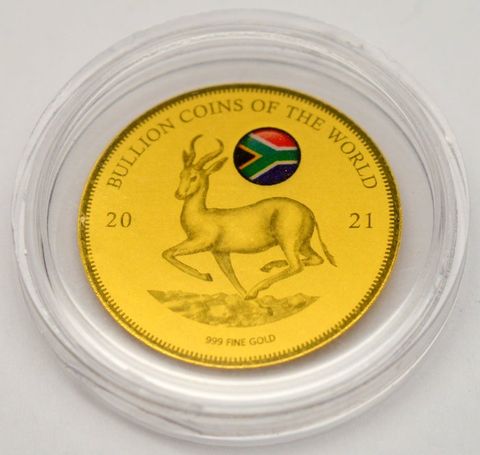 BULLION COINS OF THE WORLD
20 21
999 FINE GOLD